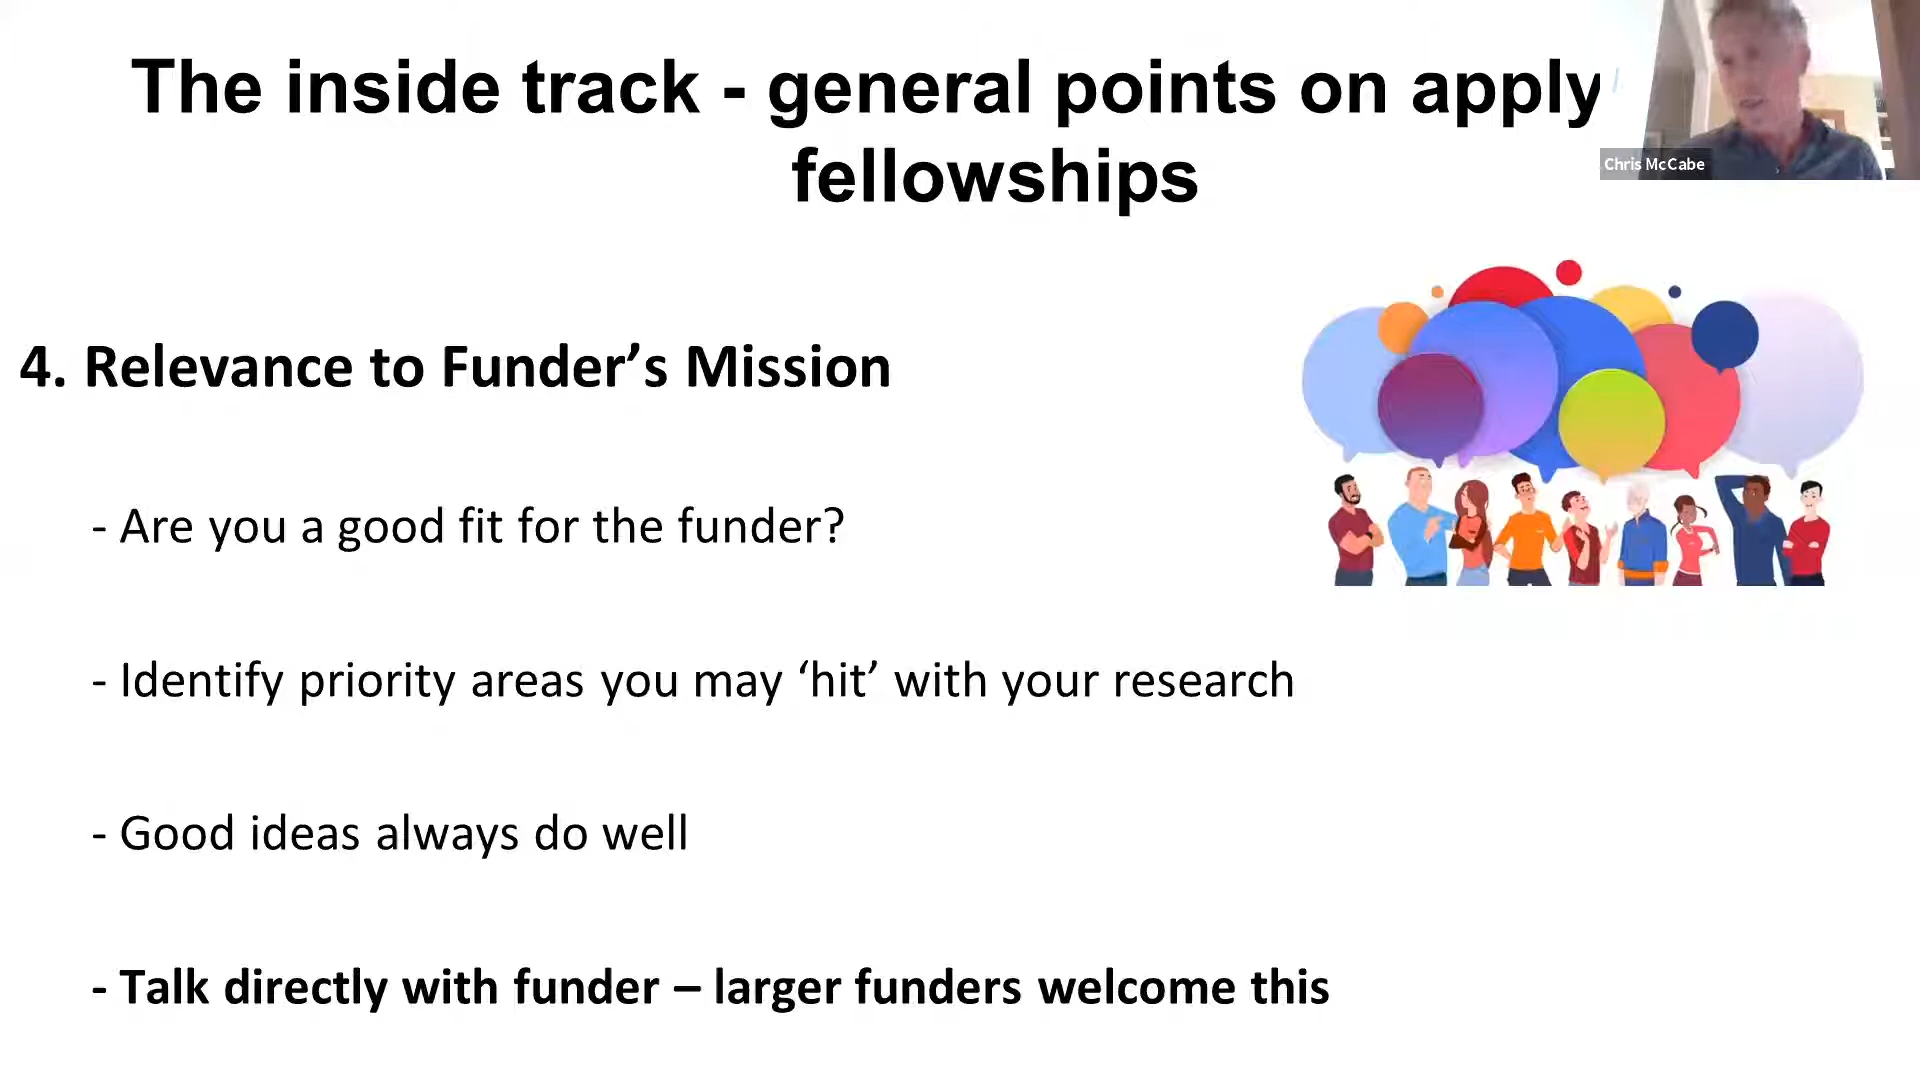 The inside track - general points on apply
fellowships
Chris McCabe
4. Relevance to Funder’s Mission
- Are you a good fit for the funder?
- Identify priority areas you may ‘hit’ with your research
- Good ideas always do well
- Talk directly with funder – larger funders welcome this